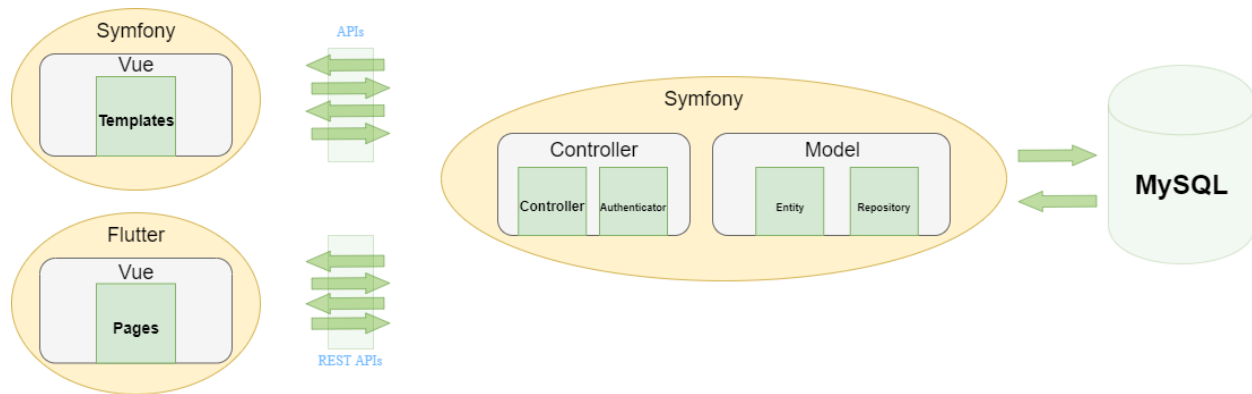 Symfony
Vue
Templates
APIs
Flutter
Vue
Pages
REST APIs
Symfony
Controller
Controller
Authenticator
Model
Entity
Repository
MySQL